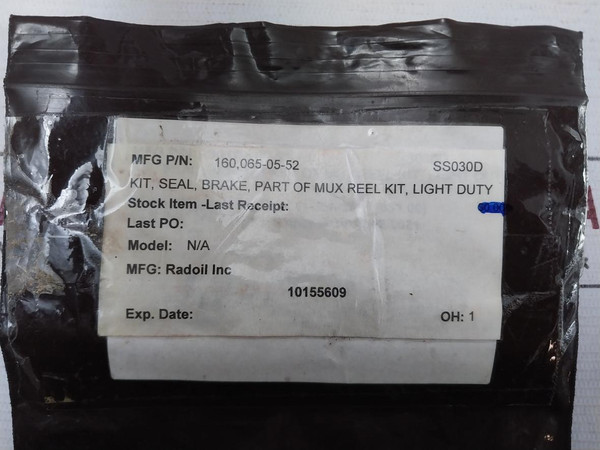 MFG P/N: 160,065-05-52 SS030D
KIT, SEAL, BRAKE, PART OF MUX REEL KIT, LIGHT DUTY
Stock Item -Last Receipt:
Last PO:
Model: N/A
MFG: Radoil Inc
10155609
Exp. Date: OH: 1